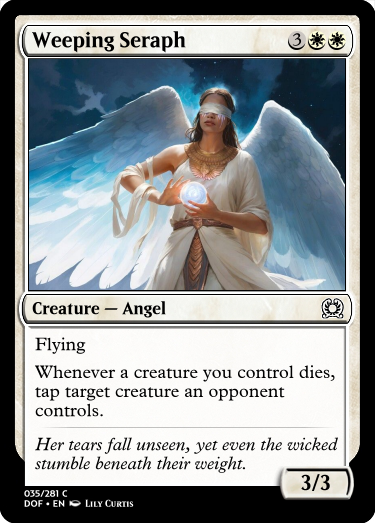 Weeping Seraph 3
Creature — Angel
Flying
Whenever a creature you control dies,
tap target creature an opponent
controls.
Her tears fall unseen, yet even the wicked
stumble beneath their weight.
3/3
035/281 C
DOF • EN Lily Curtis